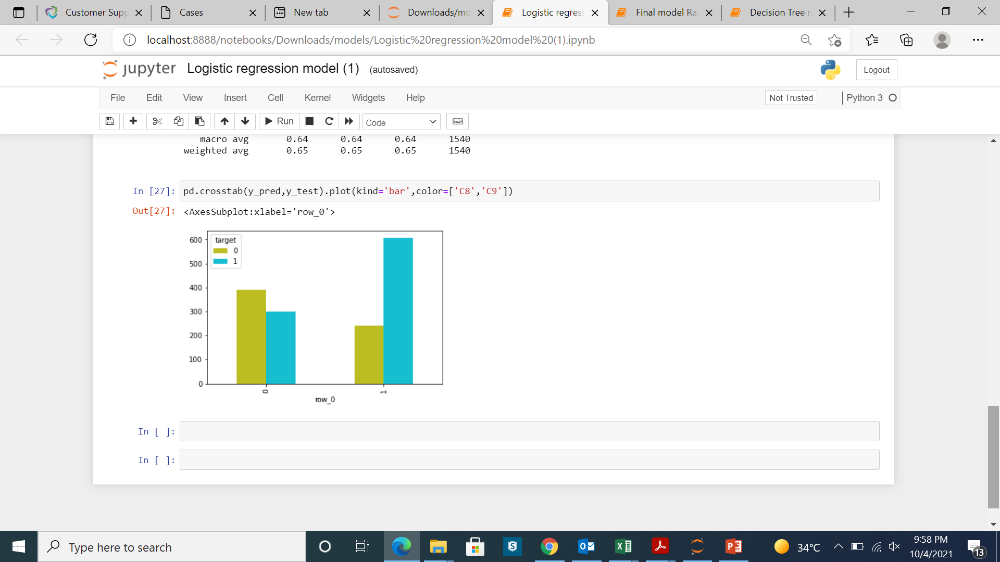 Customer Supp
Cases
New tab
Downloads/mo
Logistic regress
Final model Ra
Decision Tree m
localhost:8888/notebooks/Downloads/models/Logistic%20regression%20model%20(1).ipynb
jupyter Logistic regression model (1) (autosaved)
Logout
File Edit View Insert Cell Kernel Widgets Help
Not Trusted
Python 3
Run
Code
macro avg 0.64 0.64 0.64 1540
weighted avg 0.65 0.65 0.65 1540
In [27]: pd.crosstab(y_pred,y_test).plot(kind='bar',color=['C8','C9'])
Out[27]: <AxesSubplot:xlabel='row_0'>
target
0
1
600
500
400
300
200
100
0
0 1
row_0
In [ ]:
In [ ]:
Type here to search
34°C
9:58 PM
10/4/2021
13